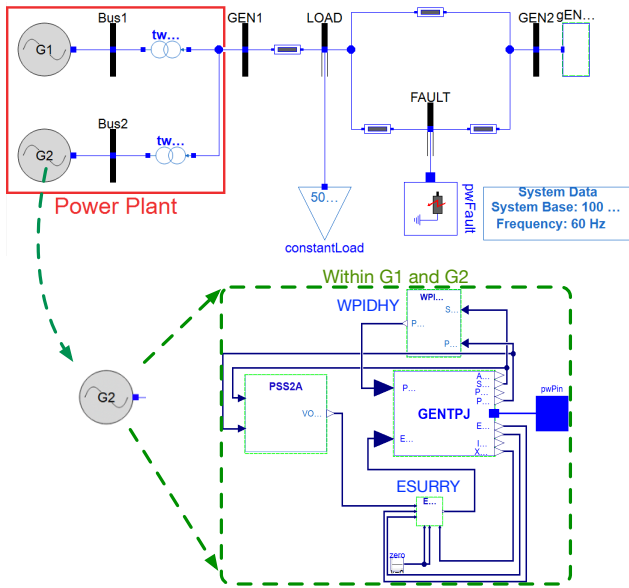 Bus1
GEN1
LOAD
GEN2
gEN...
G1
tw...
FAULT
Bus2
G2
tw...
50...
pwFault
System Data
System Base: 100 ...
Frequency: 60 Hz
Power Plant
constantLoad
Within G1 and G2
WPIDHY
WPI...
S...
P...
P...
G2
PSS2A
VO...
P...
GENTPJ
E...
A...
S...
P...
P...
E...
I...
X...
pwPin
ESURRY
E...
zero